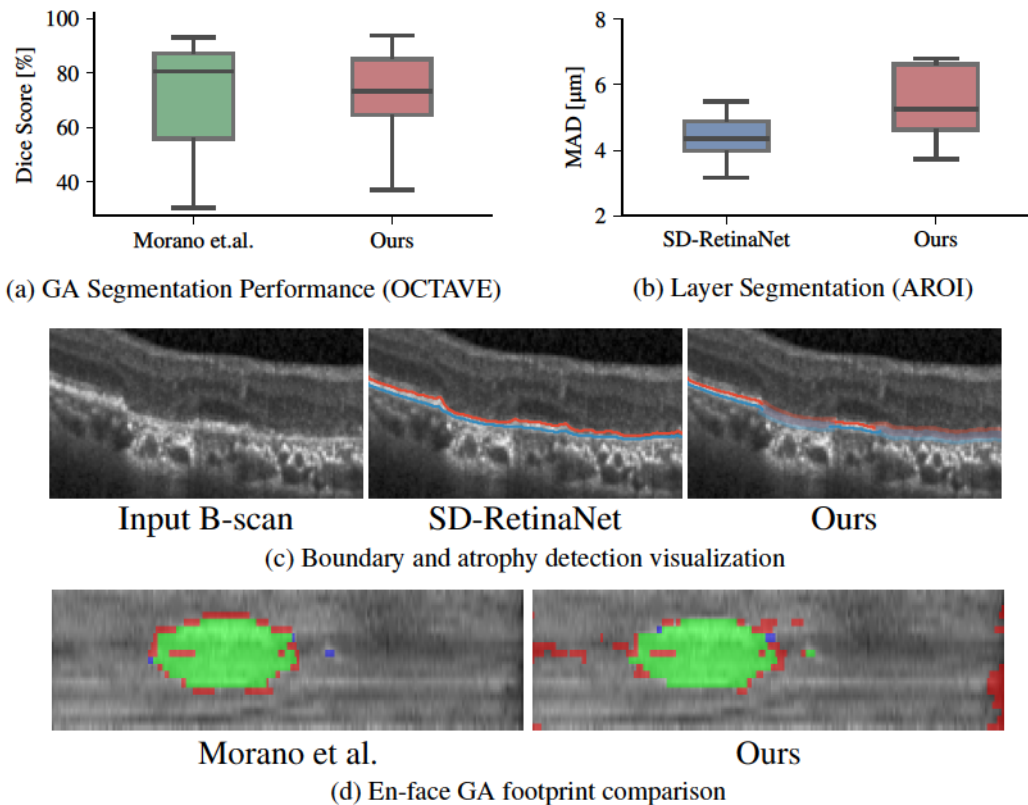 100
80
60
40
Dice Score [%]
Morano et.al.
Ours
(a) GA Segmentation Performance (OCTAVE)
8
6
4
2
MAD [μm]
SD-RetinaNet
Ours
(b) Layer Segmentation (AROI)
Input B-scan
SD-RetinaNet
Ours
(c) Boundary and atrophy detection visualization
Morano et al.
Ours
(d) En-face GA footprint comparison